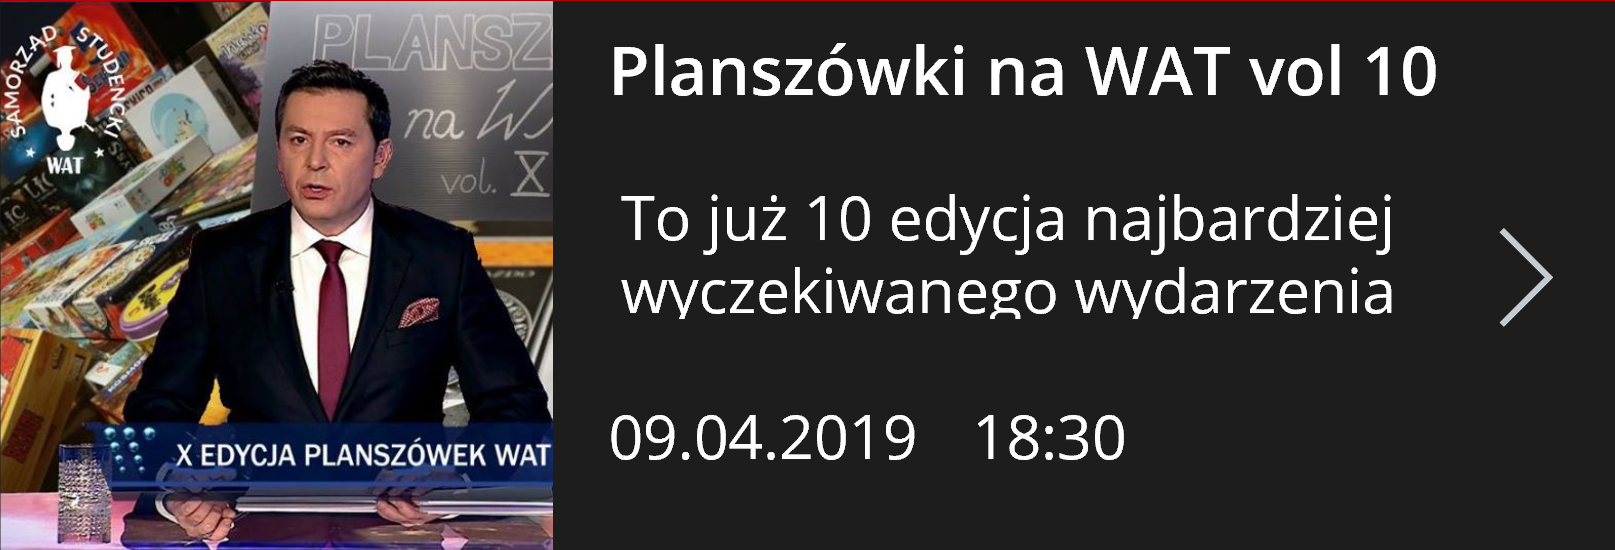 SAMORZĄD STUDENCKI
WAT
PLANSZ
na W
vol. X
X EDYCJA PLANSZÓWEK WAT
Planszówki na WAT vol 10
To już 10 edycja najbardziej
wyczekiwanego wydarzenia
09.04.2019 18:30